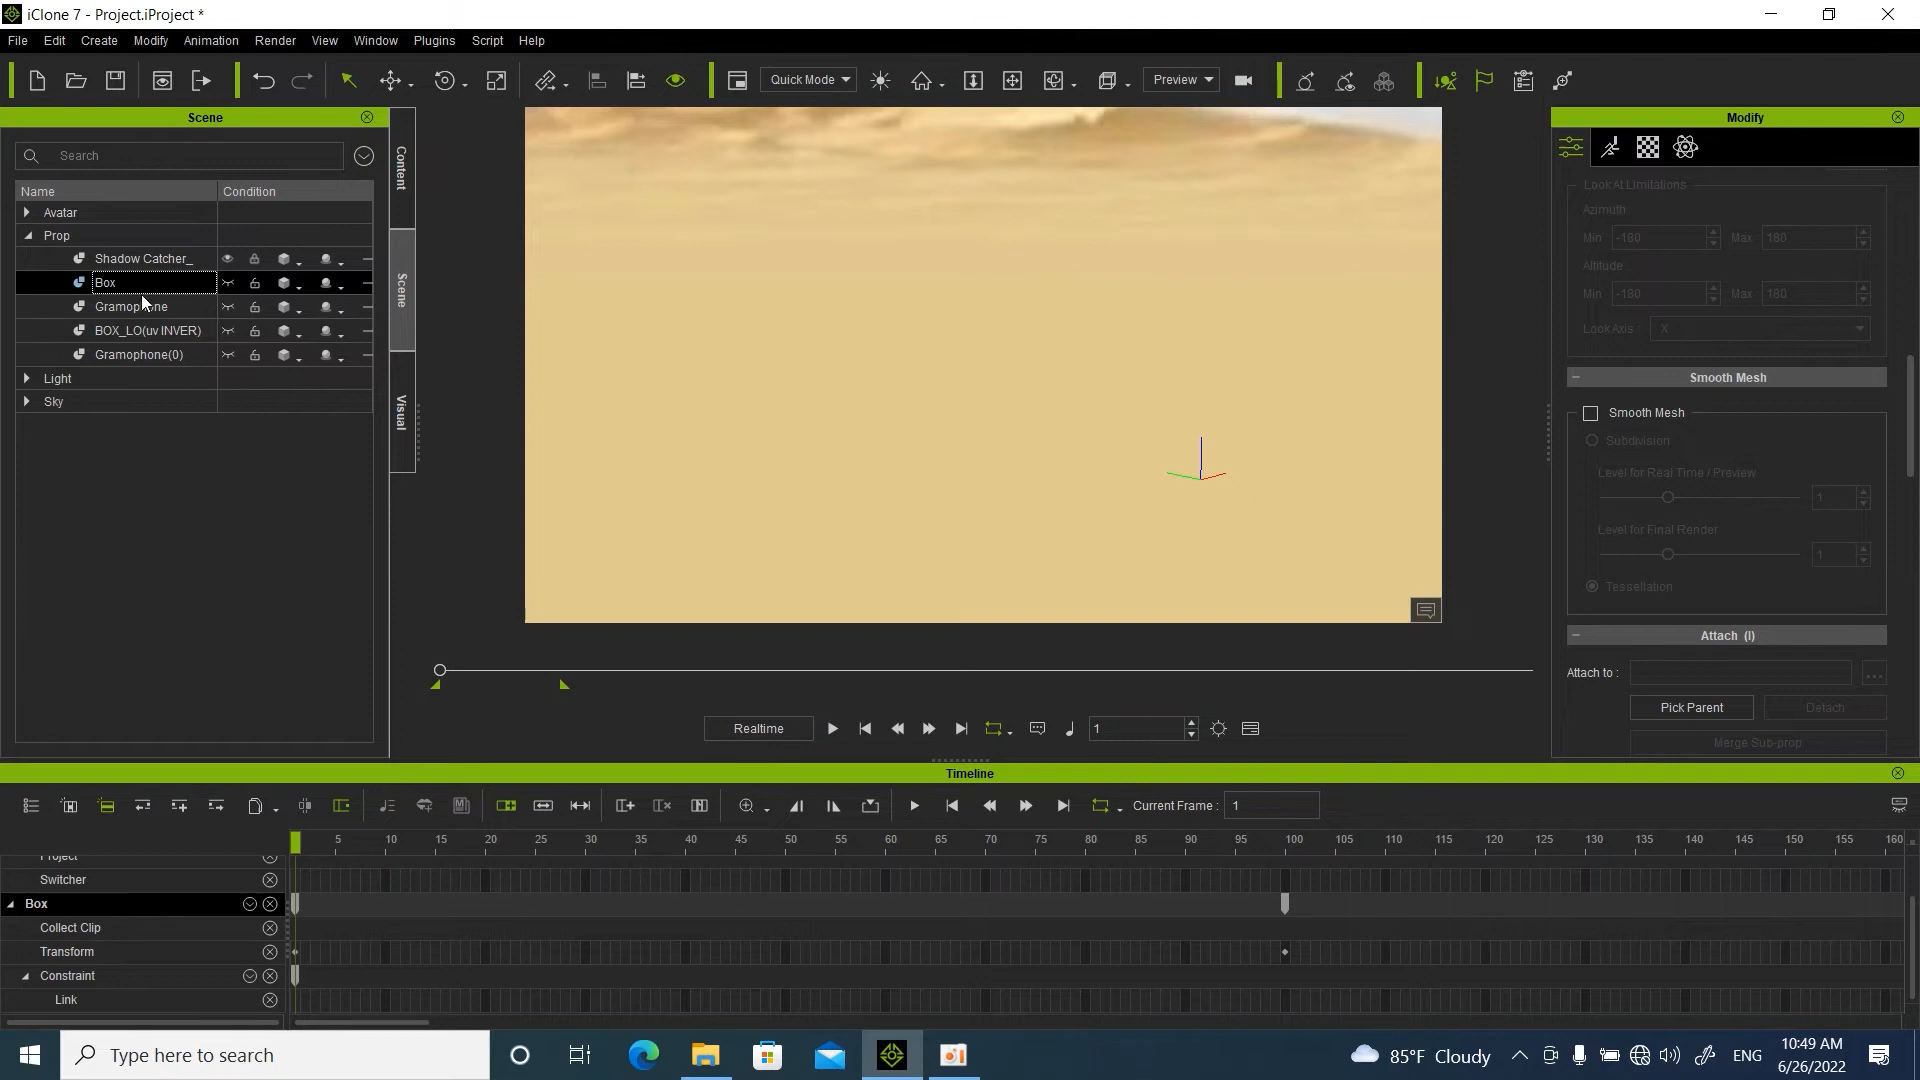 iClone 7 - Project.iProject *
File Edit Create Modify Animation Render View Window Plugins Script Help
Quick Mode Preview
Scene
Search
Name Condition
Avatar
Prop
Shadow Catcher_
Box
Gramophone
BOX_LO(uv INVER)
Gramophone(0)
Light
Sky
Content
Scene
Visual
Modify
Look At Limitations
Azimuth
Min -180 Max 180
Altitude
Min -180 Max 180
Look Axis : X
Smooth Mesh
Smooth Mesh
Subdivision
Level for Real Time / Preview
1
Level for Final Render
1
Tessellation
Attach (I)
Attach to :
Pick Parent Detach
Merge Sub-prop
Realtime 1
Timeline
Current Frame : 1
5 10 15 20 25 30 35 40 45 50 55 60 65 70 75 80 85 90 95 100 105 110 115 120 125 130 135 140 145 150 155 160
Project
Switcher
Box
Collect Clip
Transform
Constraint
Link
Type here to search
85°F Cloudy
ENG
10:49 AM
6/26/2022